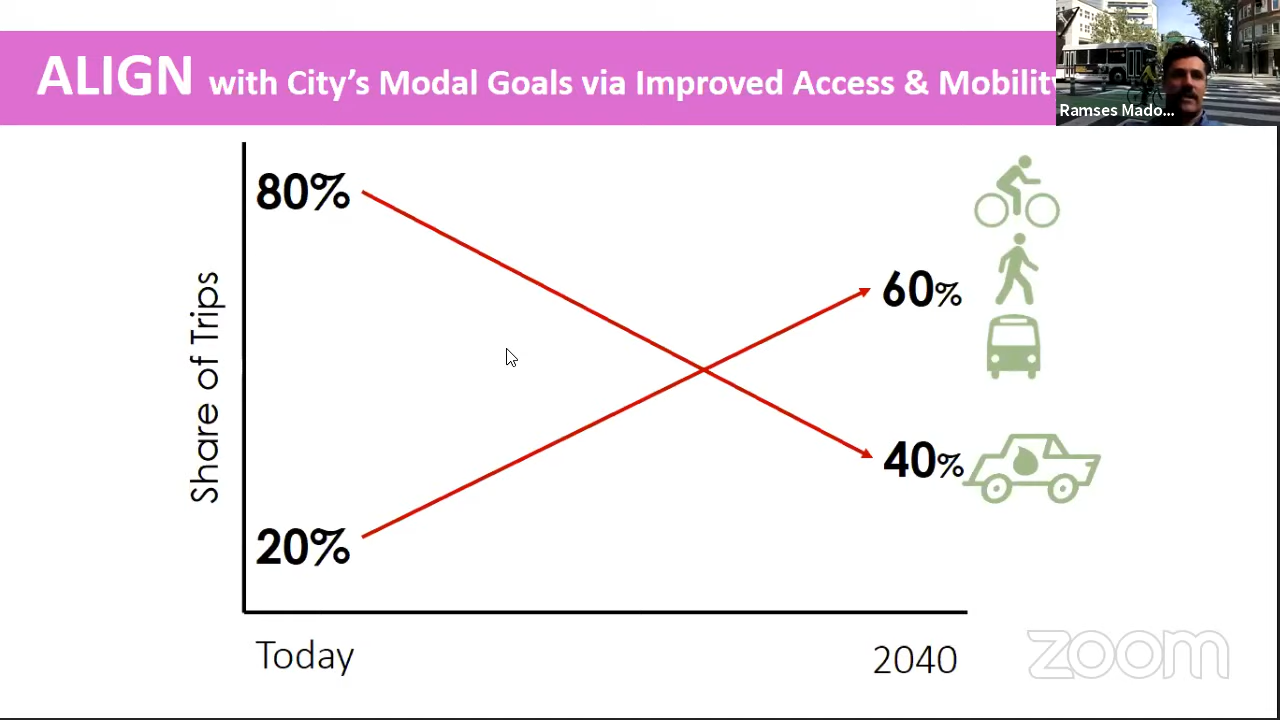 ALIGN with City's Modal Goals via Improved Access & Mobility
Ramses Mado...
80%
60%
Share of Trips
40%
20%
Today
2040
zoom